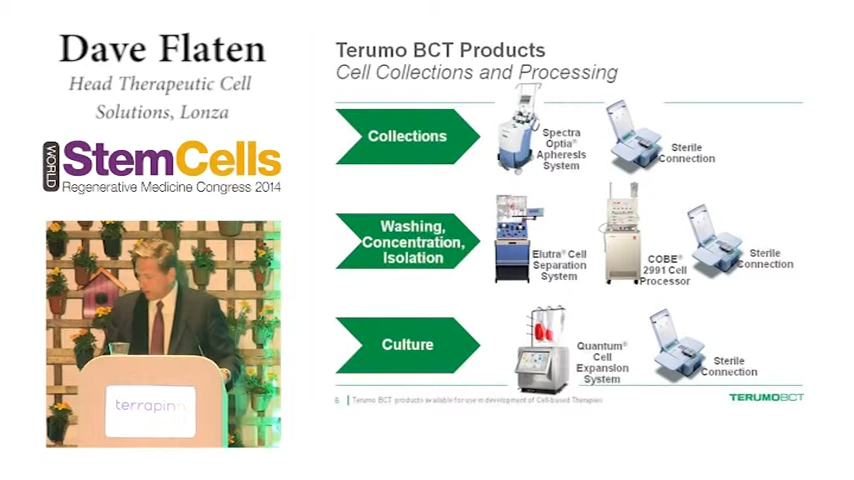 Dave Flaten
Head Therapeutic Cell
Solutions, Lonza
WORLD
StemCells
Regenerative Medicine Congress 2014
terrapinn
Terumo BCT Products
Cell Collections and Processing
Collections
Spectra
Optia®
Apheresis
System
Sterile
Connection
Washing,
Concentration,
Isolation
Elutra® Cell
Separation
System
COBE®
2991 Cell
Processor
Sterile
Connection
Culture
Quantum®
Cell
Expansion
System
Sterile
Connection
6 Terumo BCT products available for use in development of Cell-based Therapies
TERUMOBCT